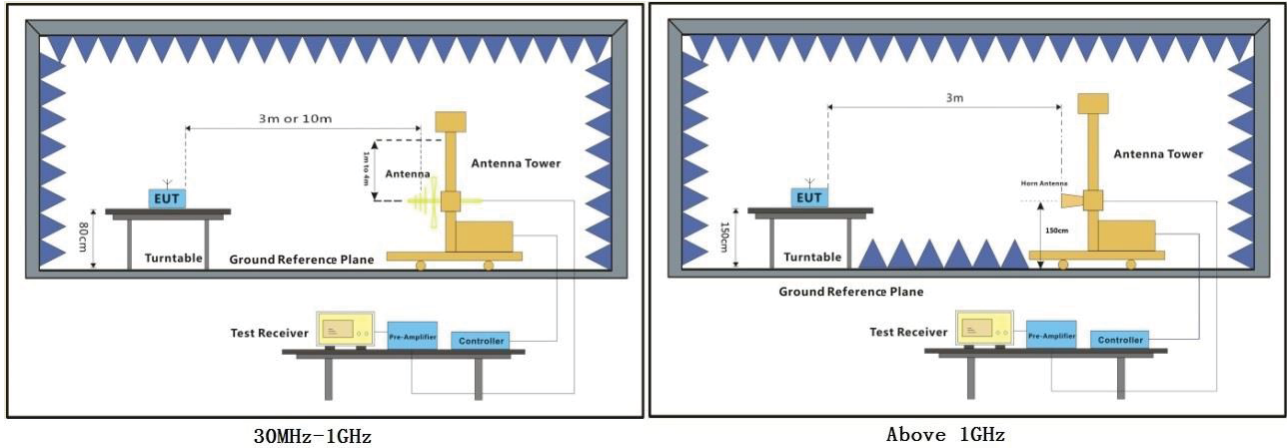 3m or 10m
1m to 4m
Antenna
Antenna Tower
EUT
80cm
Turntable
Ground Reference Plane
Test Receiver
Pre-Amplifier
Controller
30MHz-1GHz
3m
Antenna Tower
Horn Antenna
EUT
150cm
150cm
Turntable
Ground Reference Plane
Test Receiver
Pre-Amplifier
Controller
Above 1GHz